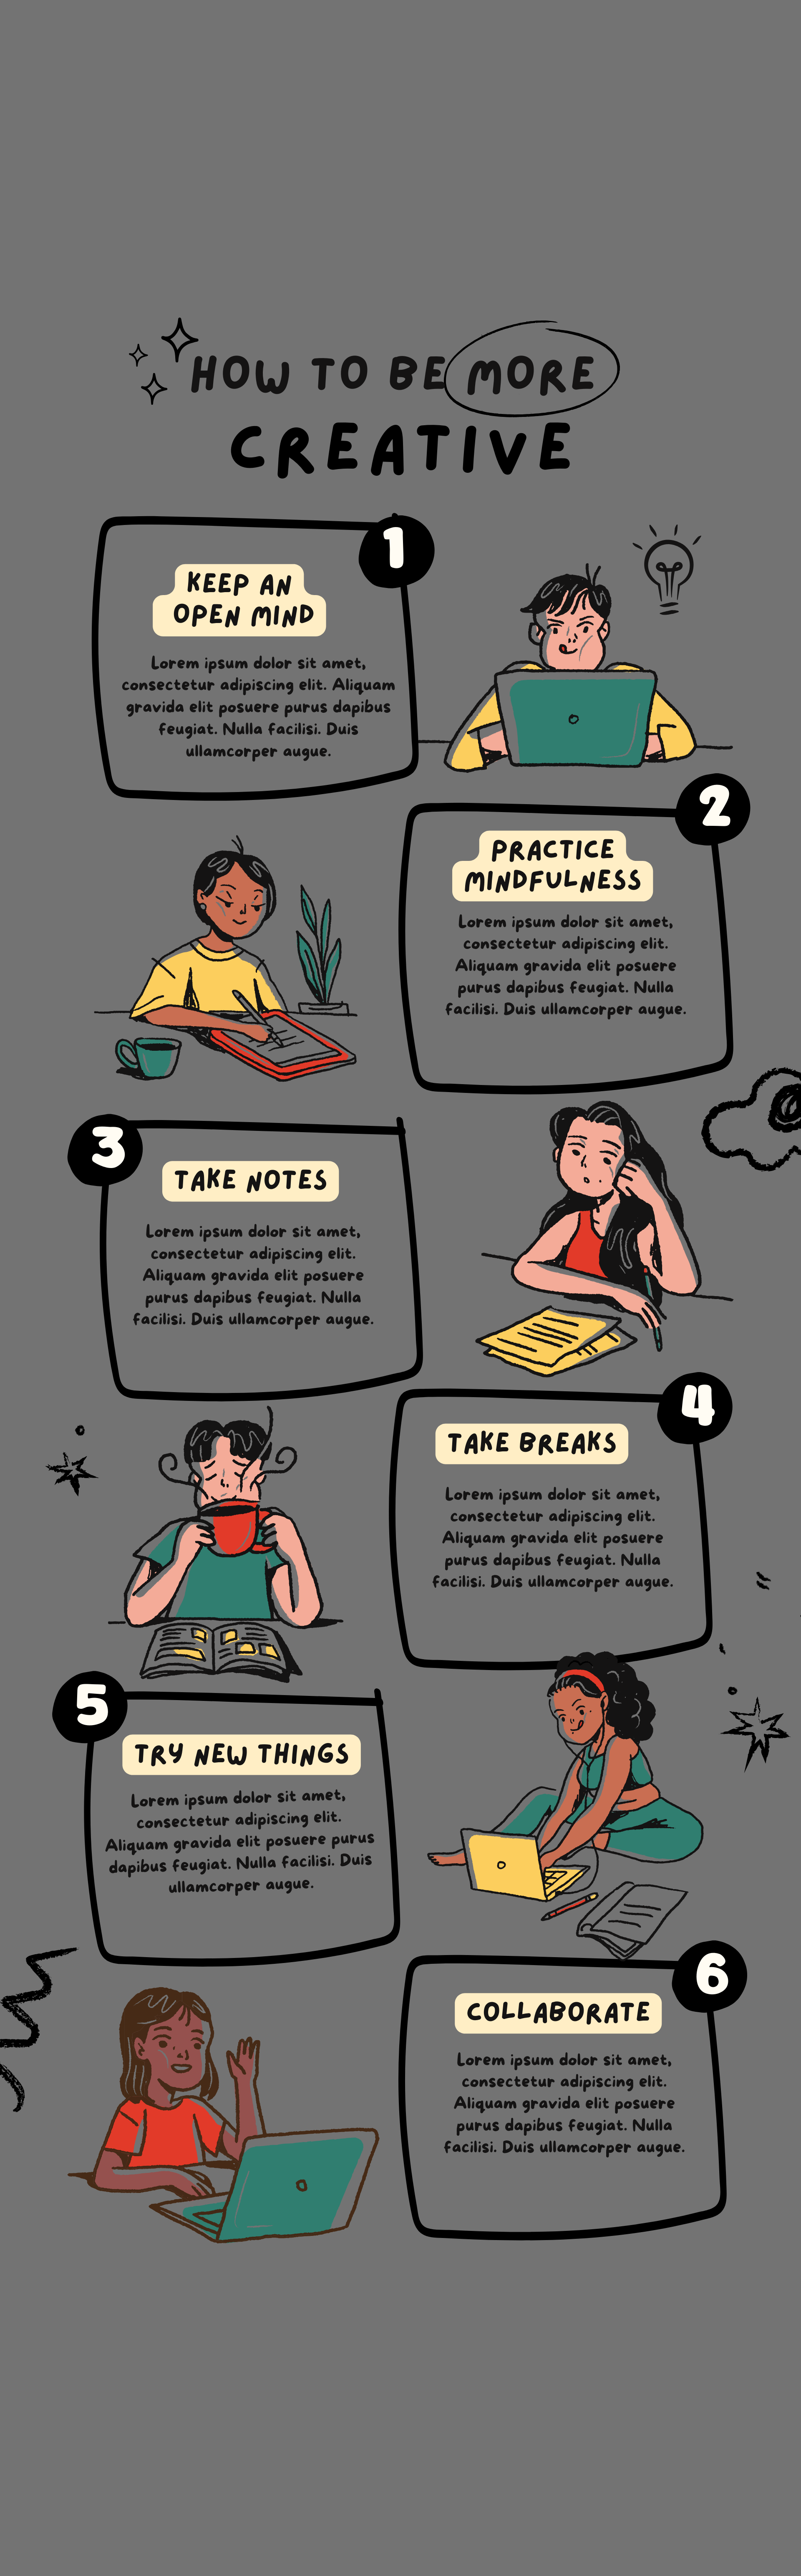 HOW TO BE MORE
CREATIVE
1
KEEP AN
OPEN MIND
Lorem ipsum dolor sit amet,
consectetur adipiscing elit. Aliquam
gravida elit posuere purus dapibus
feugiat. Nulla facilisi. Duis
ullamcorper augue.
2
PRACTICE
MINDFULNESS
Lorem ipsum dolor sit amet,
consectetur adipiscing elit.
Aliquam gravida elit posuere
purus dapibus feugiat. Nulla
facilisi. Duis ullamcorper augue.
3
TAKE NOTES
Lorem ipsum dolor sit amet,
consectetur adipiscing elit.
Aliquam gravida elit posuere
purus dapibus feugiat. Nulla
facilisi. Duis ullamcorper augue.
4
TAKE BREAKS
Lorem ipsum dolor sit amet,
consectetur adipiscing elit.
Aliquam gravida elit posuere
purus dapibus feugiat. Nulla
facilisi. Duis ullamcorper augue.
5
TRY NEW THINGS
Lorem ipsum dolor sit amet,
consectetur adipiscing elit.
Aliquam gravida elit posuere purus
dapibus feugiat. Nulla facilisi. Duis
ullamcorper augue.
6
COLLABORATE
Lorem ipsum dolor sit amet,
consectetur adipiscing elit.
Aliquam gravida elit posuere
purus dapibus feugiat. Nulla
facilisi. Duis ullamcorper augue.